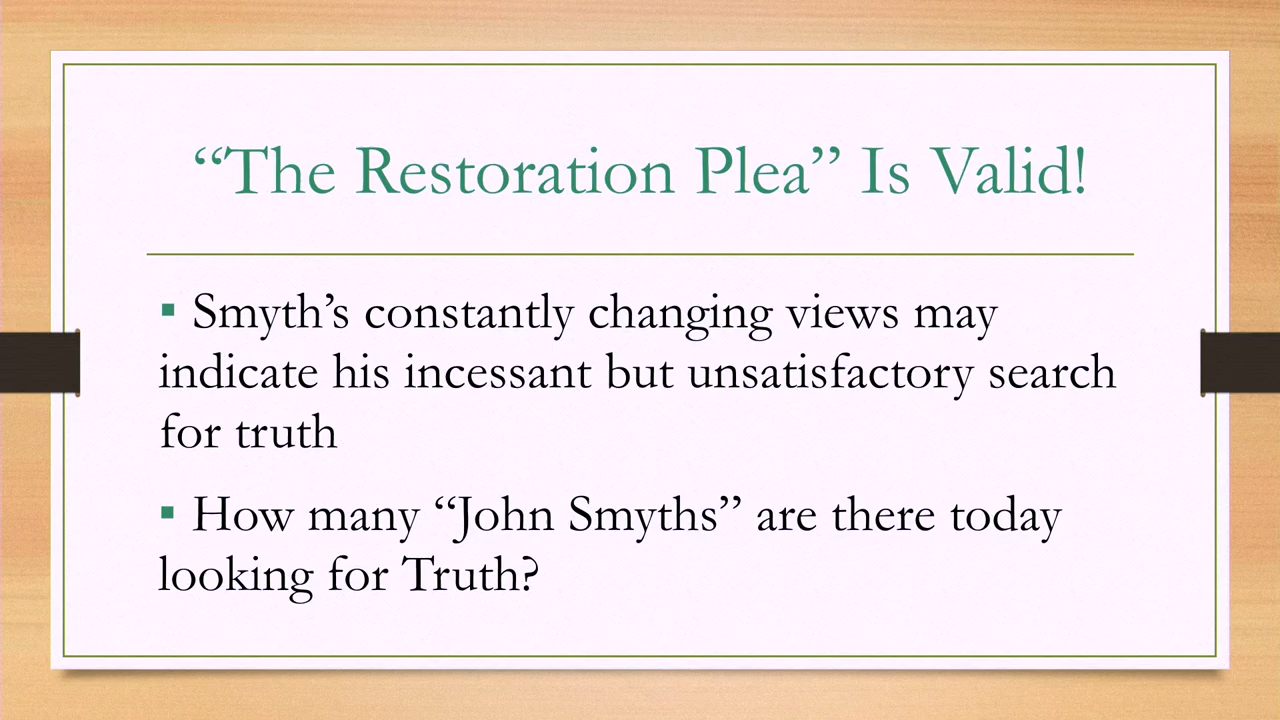 “The Restoration Plea” Is Valid!
▪ Smyth’s constantly changing views may
indicate his incessant but unsatisfactory search
for truth
▪ How many “John Smyths” are there today
looking for Truth?